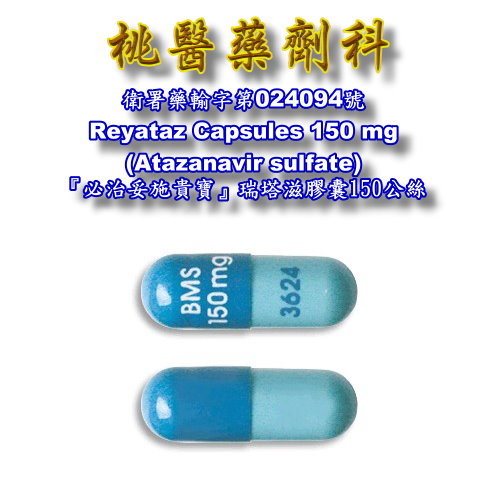 桃醫藥劑科
衛署藥輸字第024094號
Reyataz Capsules 150 mg
(Atazanavir sulfate)
『必治妥施貴寶』瑞塔滋膠囊150公絲
BMS
150 mg
3624